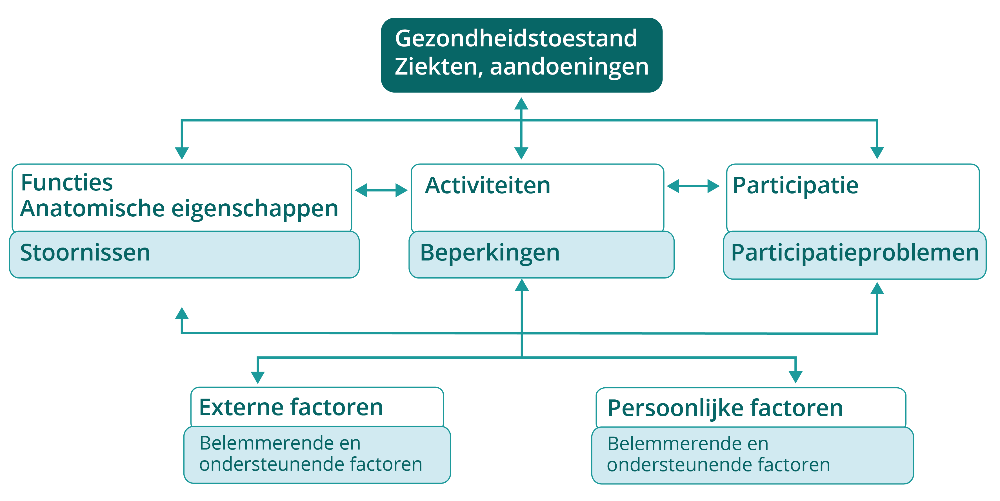 Gezondheidstoestand
Ziekten, aandoeningen
Functies
Anatomische eigenschappen
Stoornissen
Activiteiten
Beperkingen
Participatie
Participatieproblemen
Externe factoren
Belemmerende en
ondersteunende factoren
Persoonlijke factoren
Belemmerende en
ondersteunende factoren